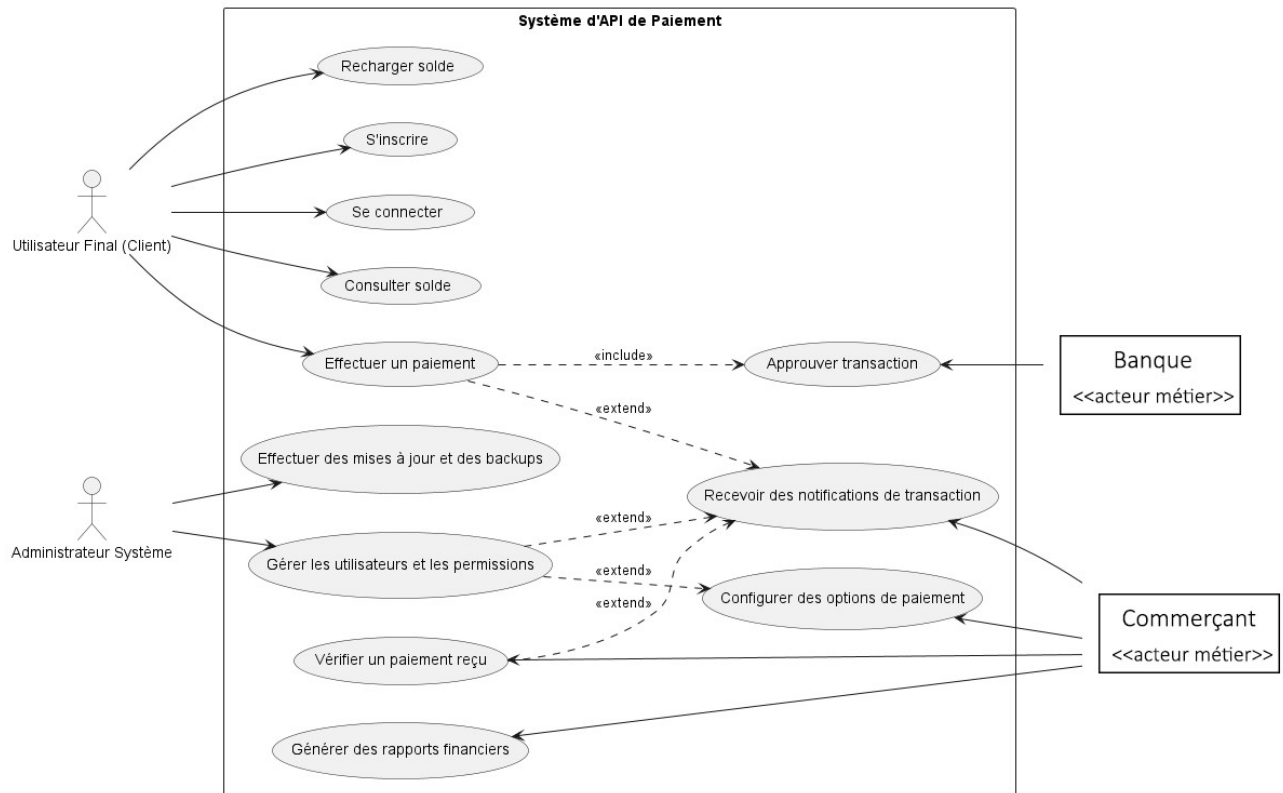 Système d'API de Paiement
Recharger solde
S'inscrire
Se connecter
Utilisateur Final (Client)
Consulter solde
Effectuer un paiement
«include»
Approuver transaction
Banque
<<acteur métier>>
«extend»
Effectuer des mises à jour et des backups
Recevoir des notifications de transaction
«extend»
Administrateur Système
Gérer les utilisateurs et les permissions
«extend»
Configurer des options de paiement
«extend»
Commerçant
<<acteur métier>>
Vérifier un paiement reçu
Générer des rapports financiers